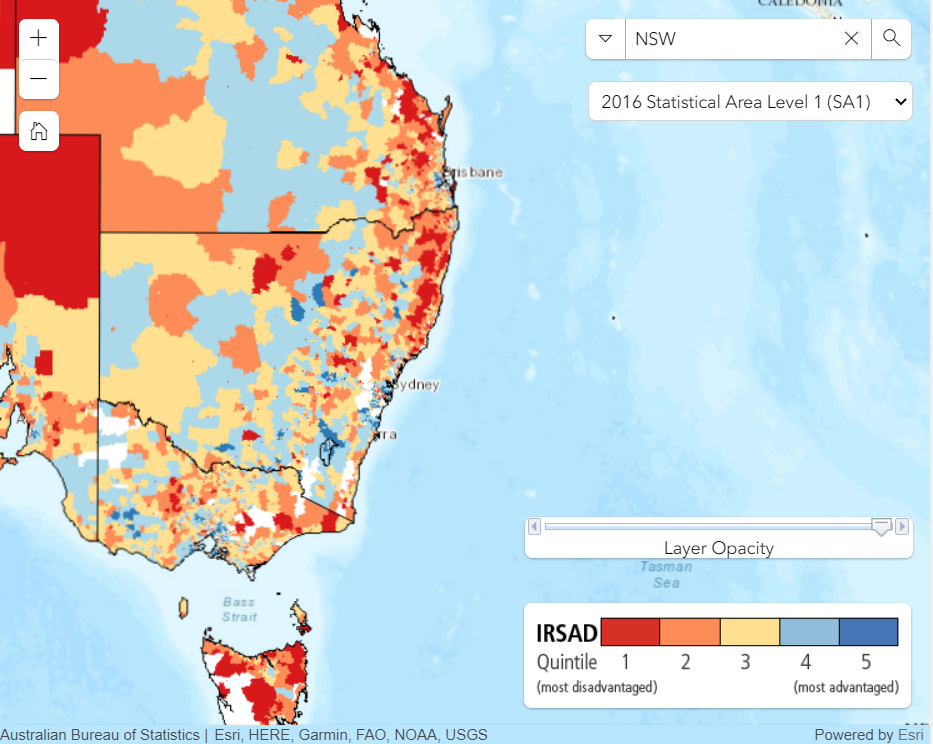 CALEDONIA
+
NSW
−
2016 Statistical Area Level 1 (SA1)
Brisbane
Sydney
rra
A
Layer Opacity
Tasman
Sea
Bass
Strait
IRSAD
Quintile 1 2 3 4 5
(most disadvantaged) (most advantaged)
Australian Bureau of Statistics | Esri, HERE, Garmin, FAO, NOAA, USGS
Powered by Esri